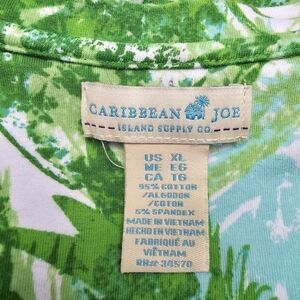 CARIBBEAN JOE
ISLAND SUPPLY CO.
US XL
ME EG
CA TG
95% COTTON
/ALGODON
/COTON
5% SPANDEX
MADE IN VIETNAM
HECHO EN VIETNAM
FABRIQUÉ AU
VIETNAM
RN# 34570